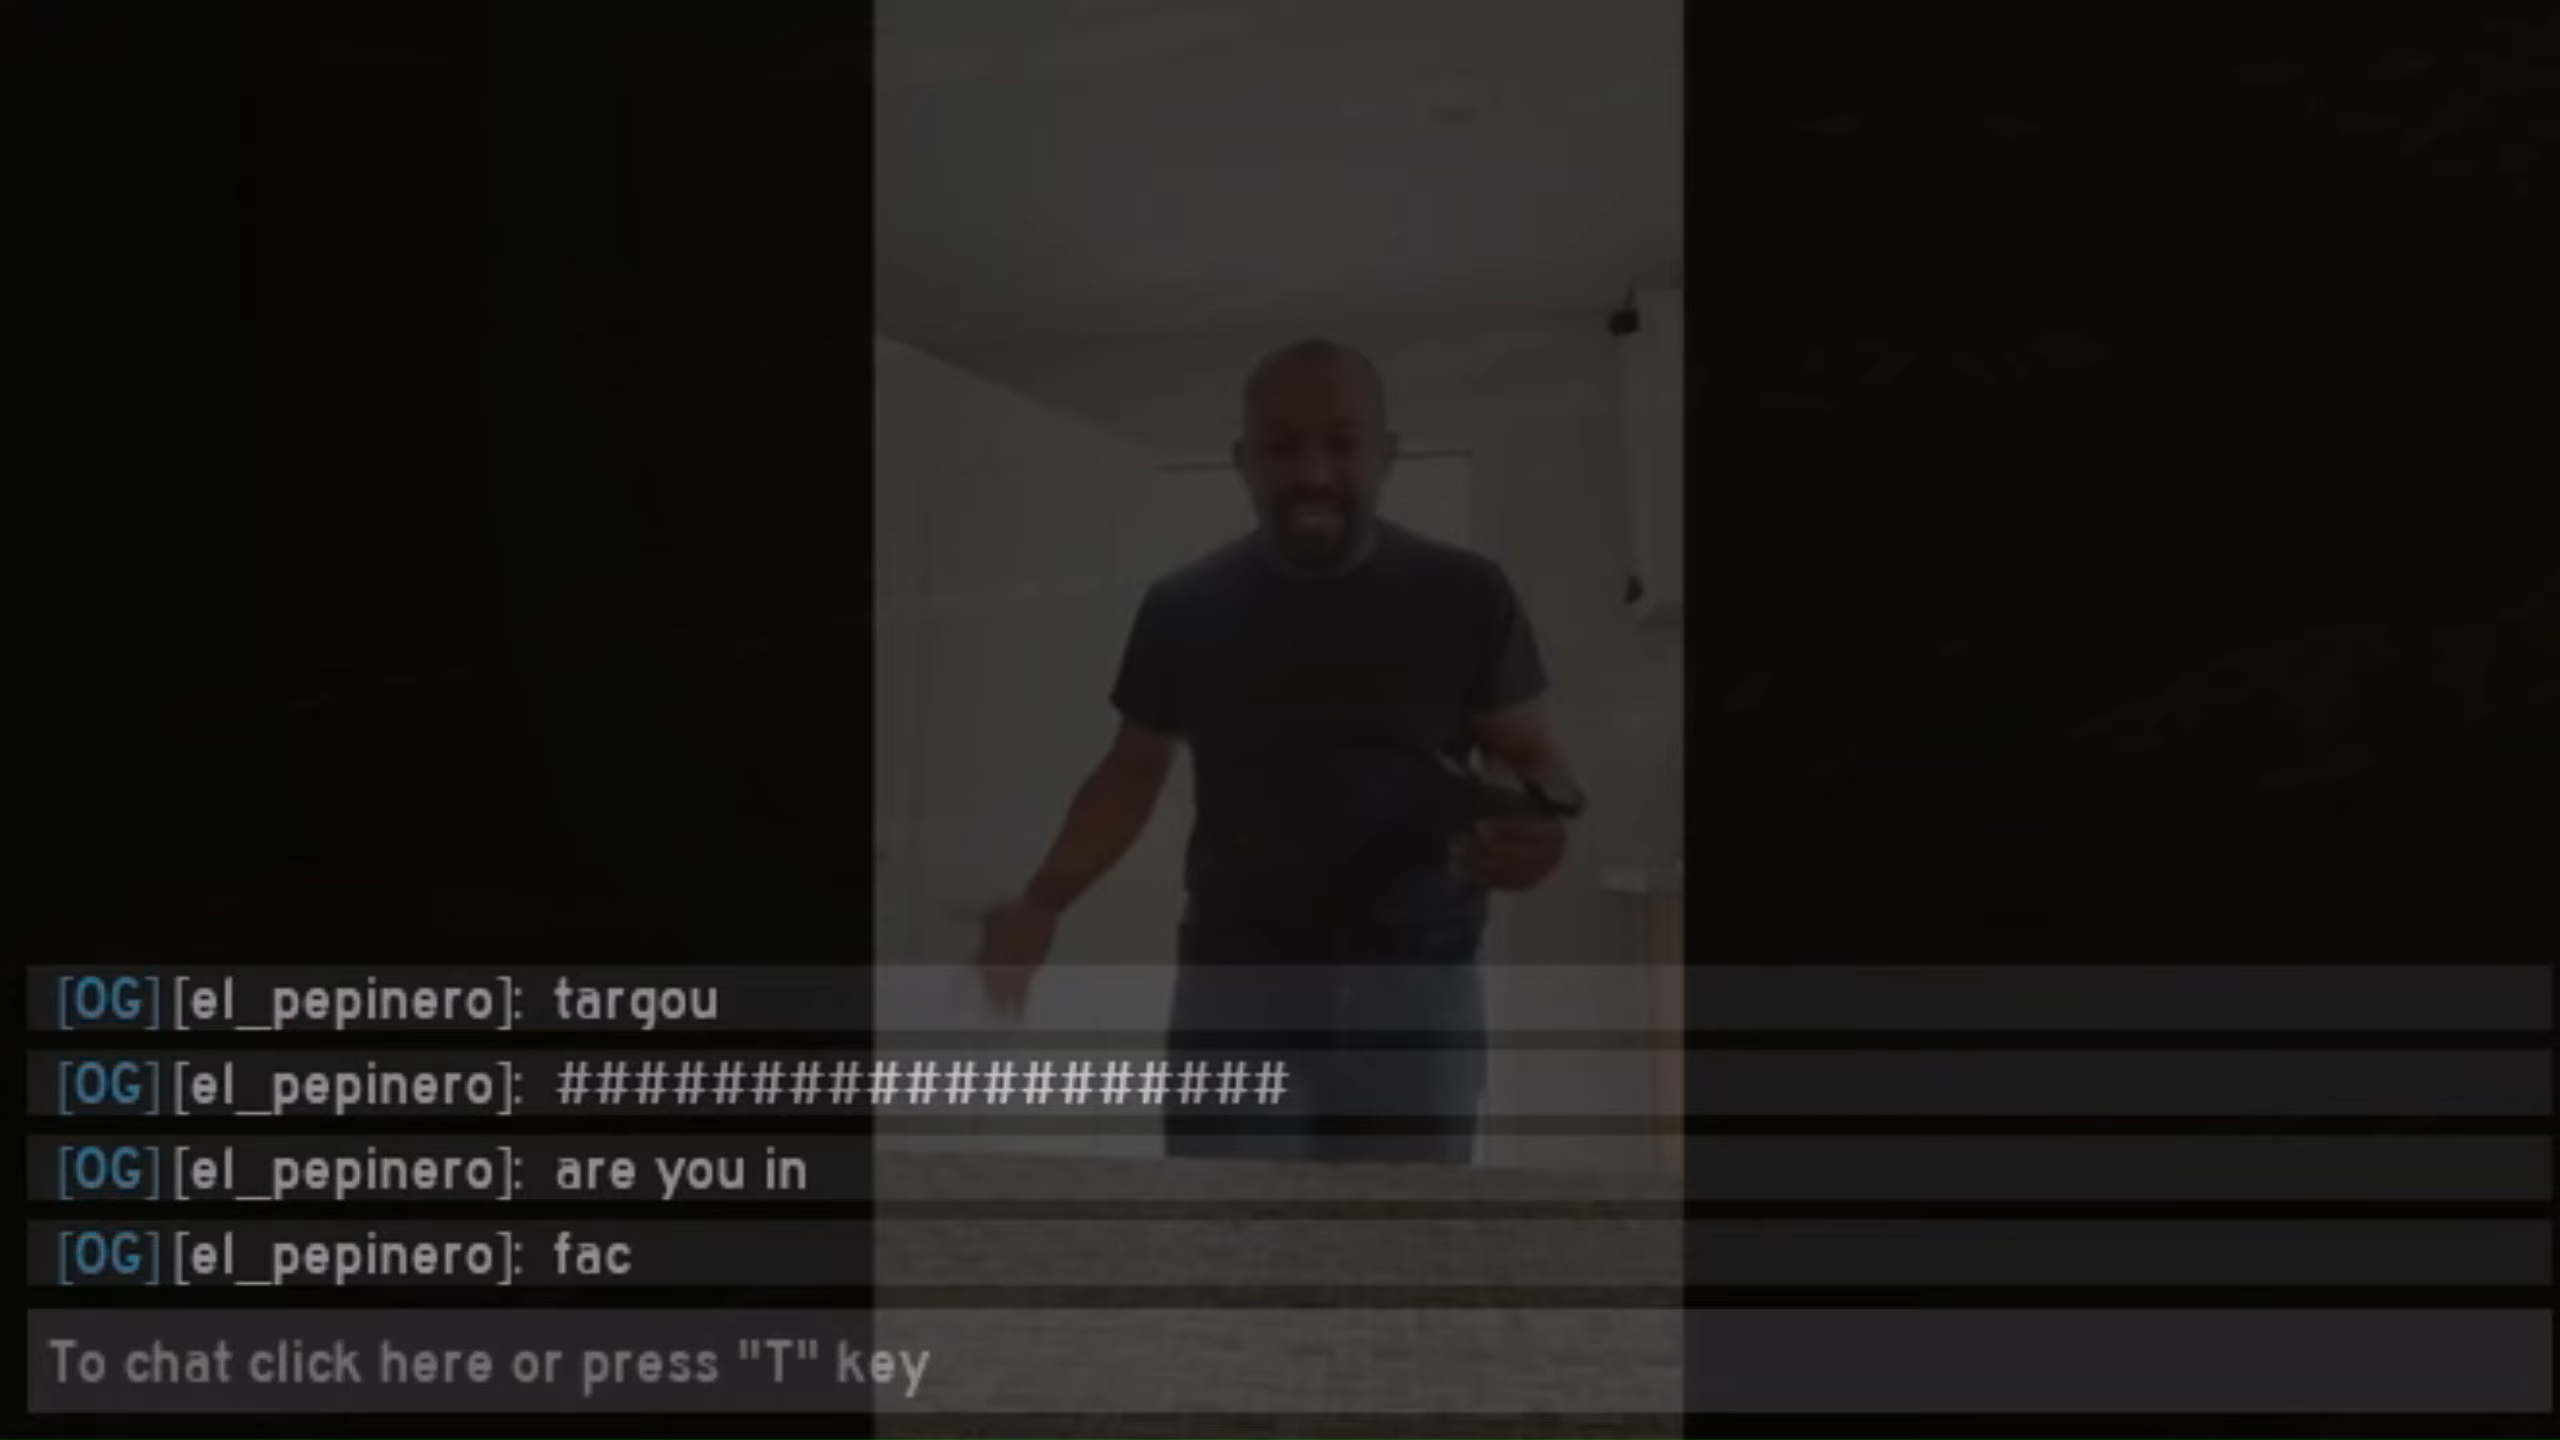 [OG][el_pepinero]: targou
[OG][el_pepinero]: ###################
[OG][el_pepinero]: are you in
[OG][el_pepinero]: fac
To chat click here or press "T" key